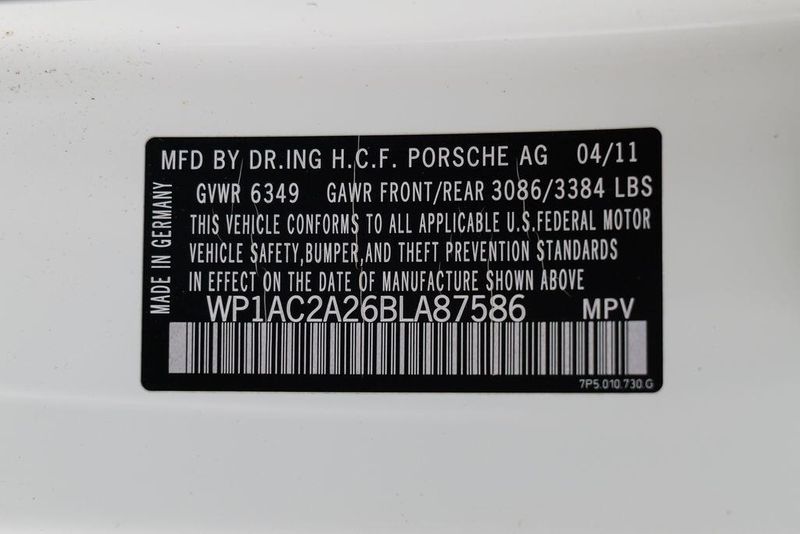 MFD BY DR.ING H.C.F. PORSCHE AG 04/11
GVWR 6349 GAWR FRONT/REAR 3086/3384 LBS
THIS VEHICLE CONFORMS TO ALL APPLICABLE U.S.FEDERAL MOTOR
VEHICLE SAFETY,BUMPER,AND THEFT PREVENTION STANDARDS
IN EFFECT ON THE DATE OF MANUFACTURE SHOWN ABOVE
MADE IN GERMANY
WP1AC2A26BLA87586 MPV
7P5.010.730.G